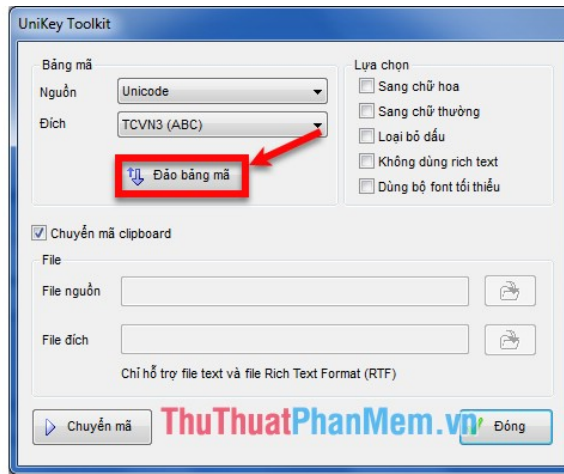 UniKey Toolkit
Bảng mã
Nguồn
Unicode
Đích
TCVN3 (ABC)
Đảo bảng mã
Lựa chọn
Sang chữ hoa
Sang chữ thường
Loại bỏ dấu
Không dùng rich text
Dùng bộ font tối thiểu
Chuyển mã clipboard
File
File nguồn
File đích
Chỉ hỗ trợ file text và file Rich Text Format (RTF)
Chuyển mã
ThuThuatPhanMem.vn
Đóng